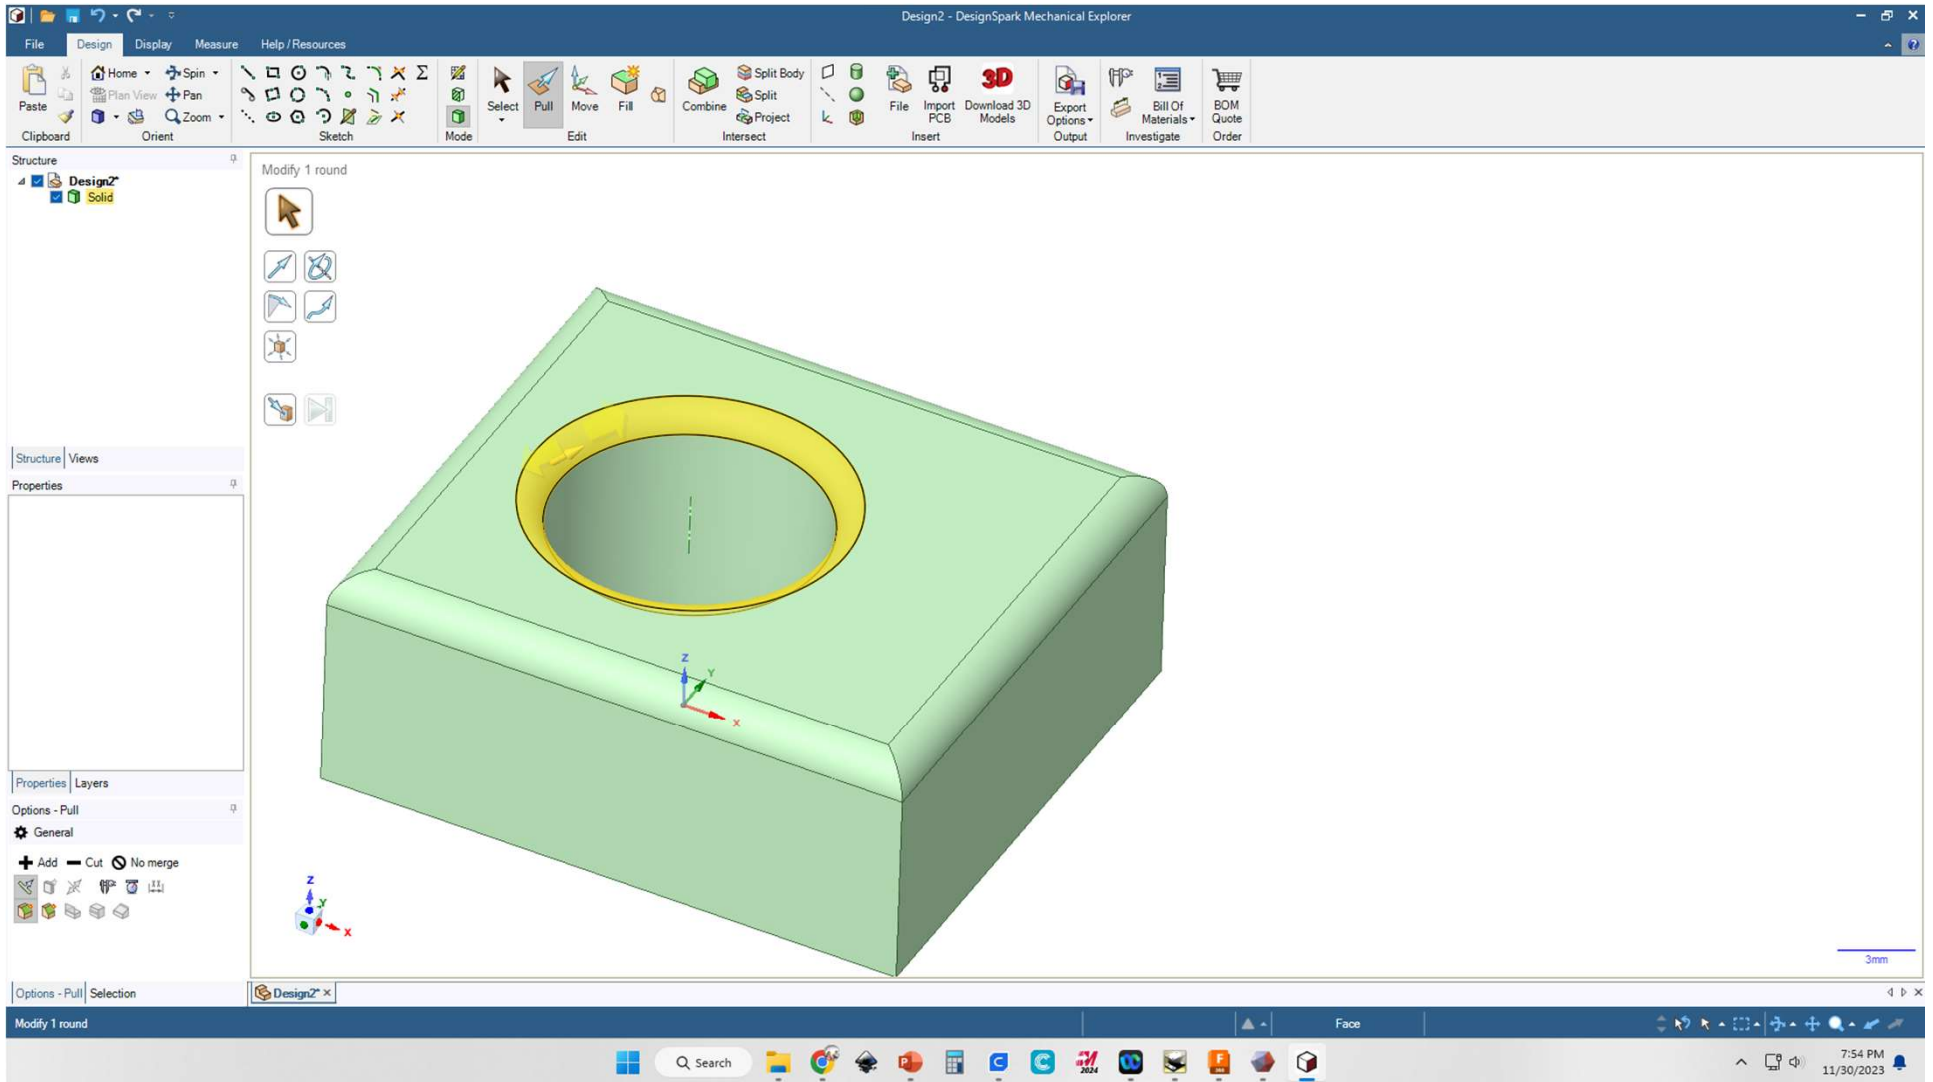 Design2 - DesignSpark Mechanical Explorer
File Design Display Measure Help / Resources
Paste Home Spin Plan View Pan Zoom
Clipboard Orient Sketch Mode
Select Pull Move Fill
Edit
Combine Split Body Split Project
Intersect
File Import PCB 3D Download 3D Models
Insert
Export Options
Output
Bill Of Materials
Investigate
BOM Quote
Order
Structure
Design2*
Solid
Structure Views
Properties
Properties Layers
Options - Pull
General
Add Cut No merge
Options - Pull Selection
Modify 1 round
Z
Y
X
Z
Y
X
3mm
Design2*
Modify 1 round Face
Search
2024
7:54 PM
11/30/2023